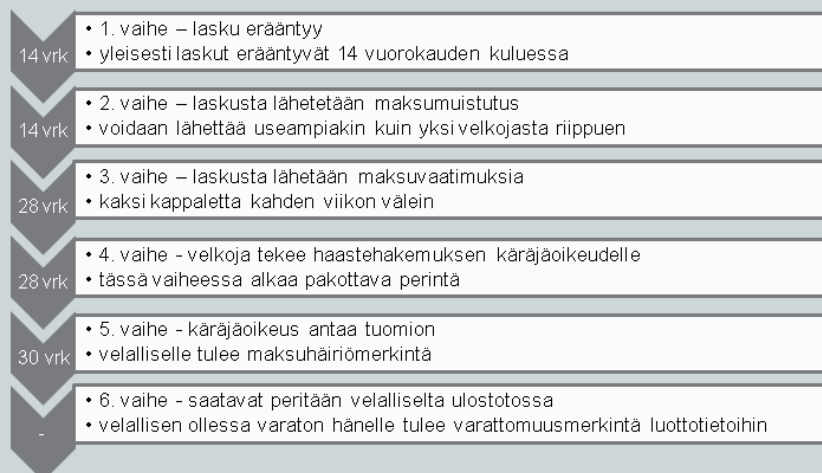 14 vrk
• 1. vaihe – lasku erääntyy
• yleisesti laskut erääntyvät 14 vuorokauden kuluessa
14 vrk
• 2. vaihe – laskusta lähetetään maksumuistutus
• voidaan lähettää useampiakin kuin yksi velkojasta riippuen
28 vrk
• 3. vaihe – laskusta lähetään maksuvaatimuksia
• kaksi kappaletta kahden viikon välein
28 vrk
• 4. vaihe - velkoja tekee haastehakemuksen käräjäoikeudelle
• tässä vaiheessa alkaa pakottava perintä
30 vrk
• 5. vaihe - käräjäoikeus antaa tuomion
• velalliselle tulee maksuhäiriömerkintä
-
• 6. vaihe - saatavat peritään velalliselta ulostotossa
• velallisen ollessa varaton hänelle tulee varattomuusmerkintä luottotietoihin